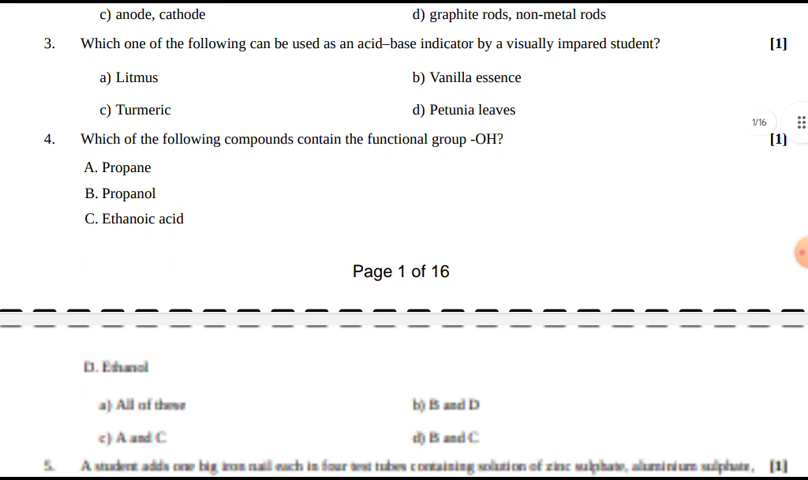 c) anode, cathode d) graphite rods, non-metal rods
3. Which one of the following can be used as an acid–base indicator by a visually impared student? [1]
a) Litmus b) Vanilla essence
c) Turmeric d) Petunia leaves
1/16
4. Which of the following compounds contain the functional group -OH? [1]
A. Propane
B. Propanol
C. Ethanoic acid
Page 1 of 16
D. Ethanol
a) All of these b) B and D
c) A and C d) B and C
5. A student adds one big iron nail each in four test tubes containing solution of zinc sulphate, aluminium sulphate, [1]